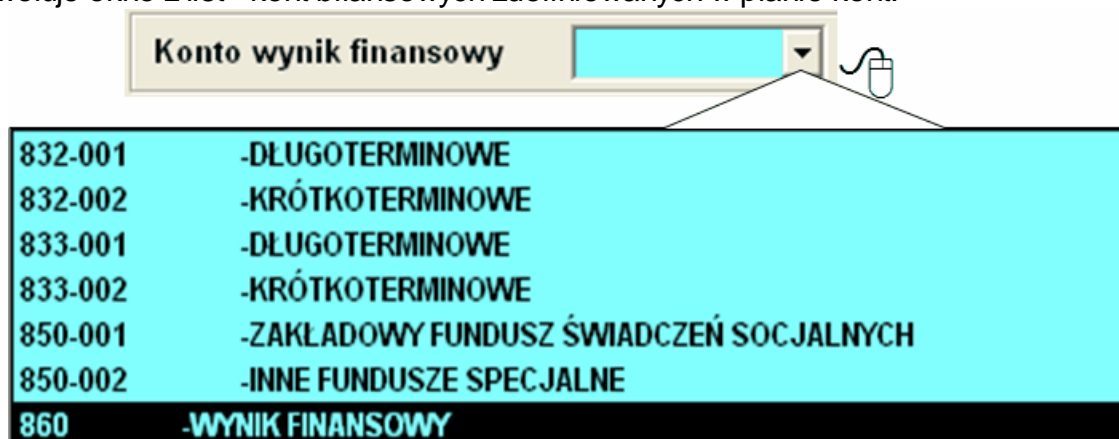 Konto wynik finansowy
832-001 -DŁUGOTERMINOWE
832-002 -KRÓTKOTERMINOWE
833-001 -DŁUGOTERMINOWE
833-002 -KRÓTKOTERMINOWE
850-001 -ZAKŁADOWY FUNDUSZ ŚWIADCZEŃ SOCJALNYCH
850-002 -INNE FUNDUSZE SPECJALNE
860 -WYNIK FINANSOWY